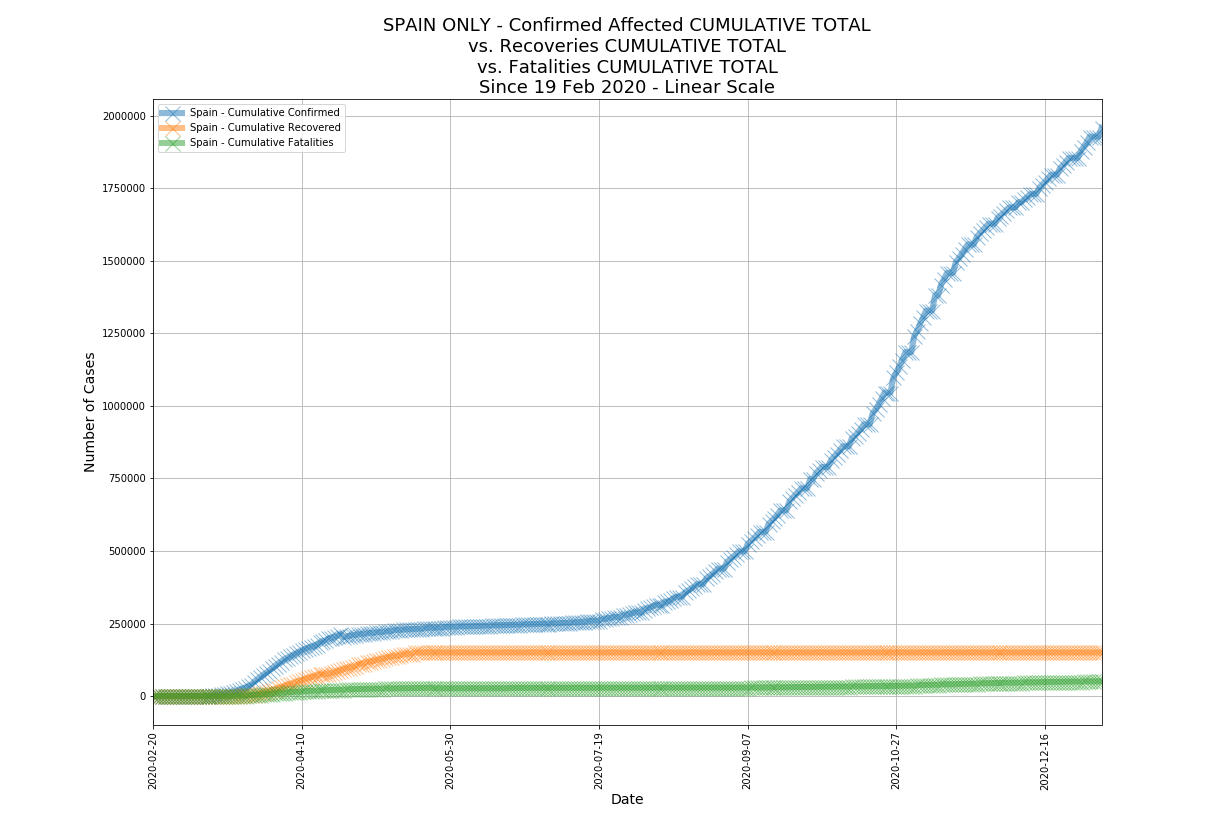 SPAIN ONLY - Confirmed Affected CUMULATIVE TOTAL
vs. Recoveries CUMULATIVE TOTAL
vs. Fatalities CUMULATIVE TOTAL
Since 19 Feb 2020 - Linear Scale
Spain - Cumulative Confirmed
Spain - Cumulative Recovered
Spain - Cumulative Fatalities
Number of Cases
2000000
1750000
1500000
1250000
1000000
750000
500000
250000
0
2020-02-20
2020-04-10
2020-05-30
2020-07-19
2020-09-07
2020-10-27
2020-12-16
Date